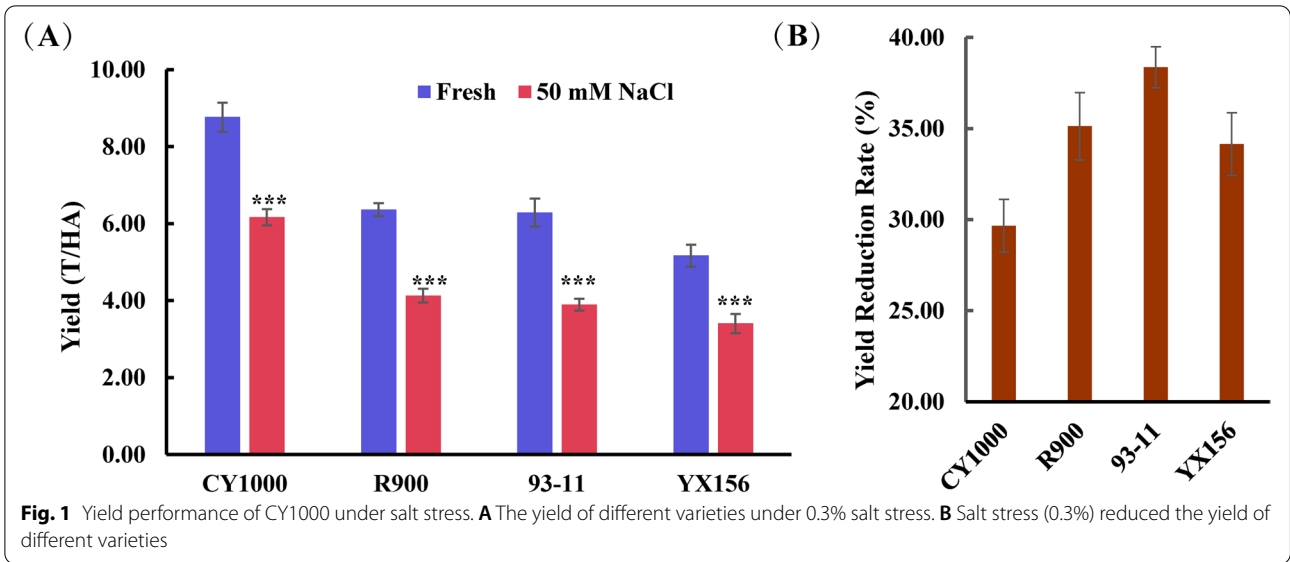 (A)
10.00
8.00
6.00
4.00
2.00
0.00
Yield (T/HA)
Fresh 50 mM NaCl
***
***
***
***
CY1000 R900 93-11 YX156
(B)
40.00
35.00
30.00
25.00
20.00
Yield Reduction Rate (%)
CY1000
R900
93-11
YX156
Fig. 1 Yield performance of CY1000 under salt stress. A The yield of different varieties under 0.3% salt stress. B Salt stress (0.3%) reduced the yield of
different varieties